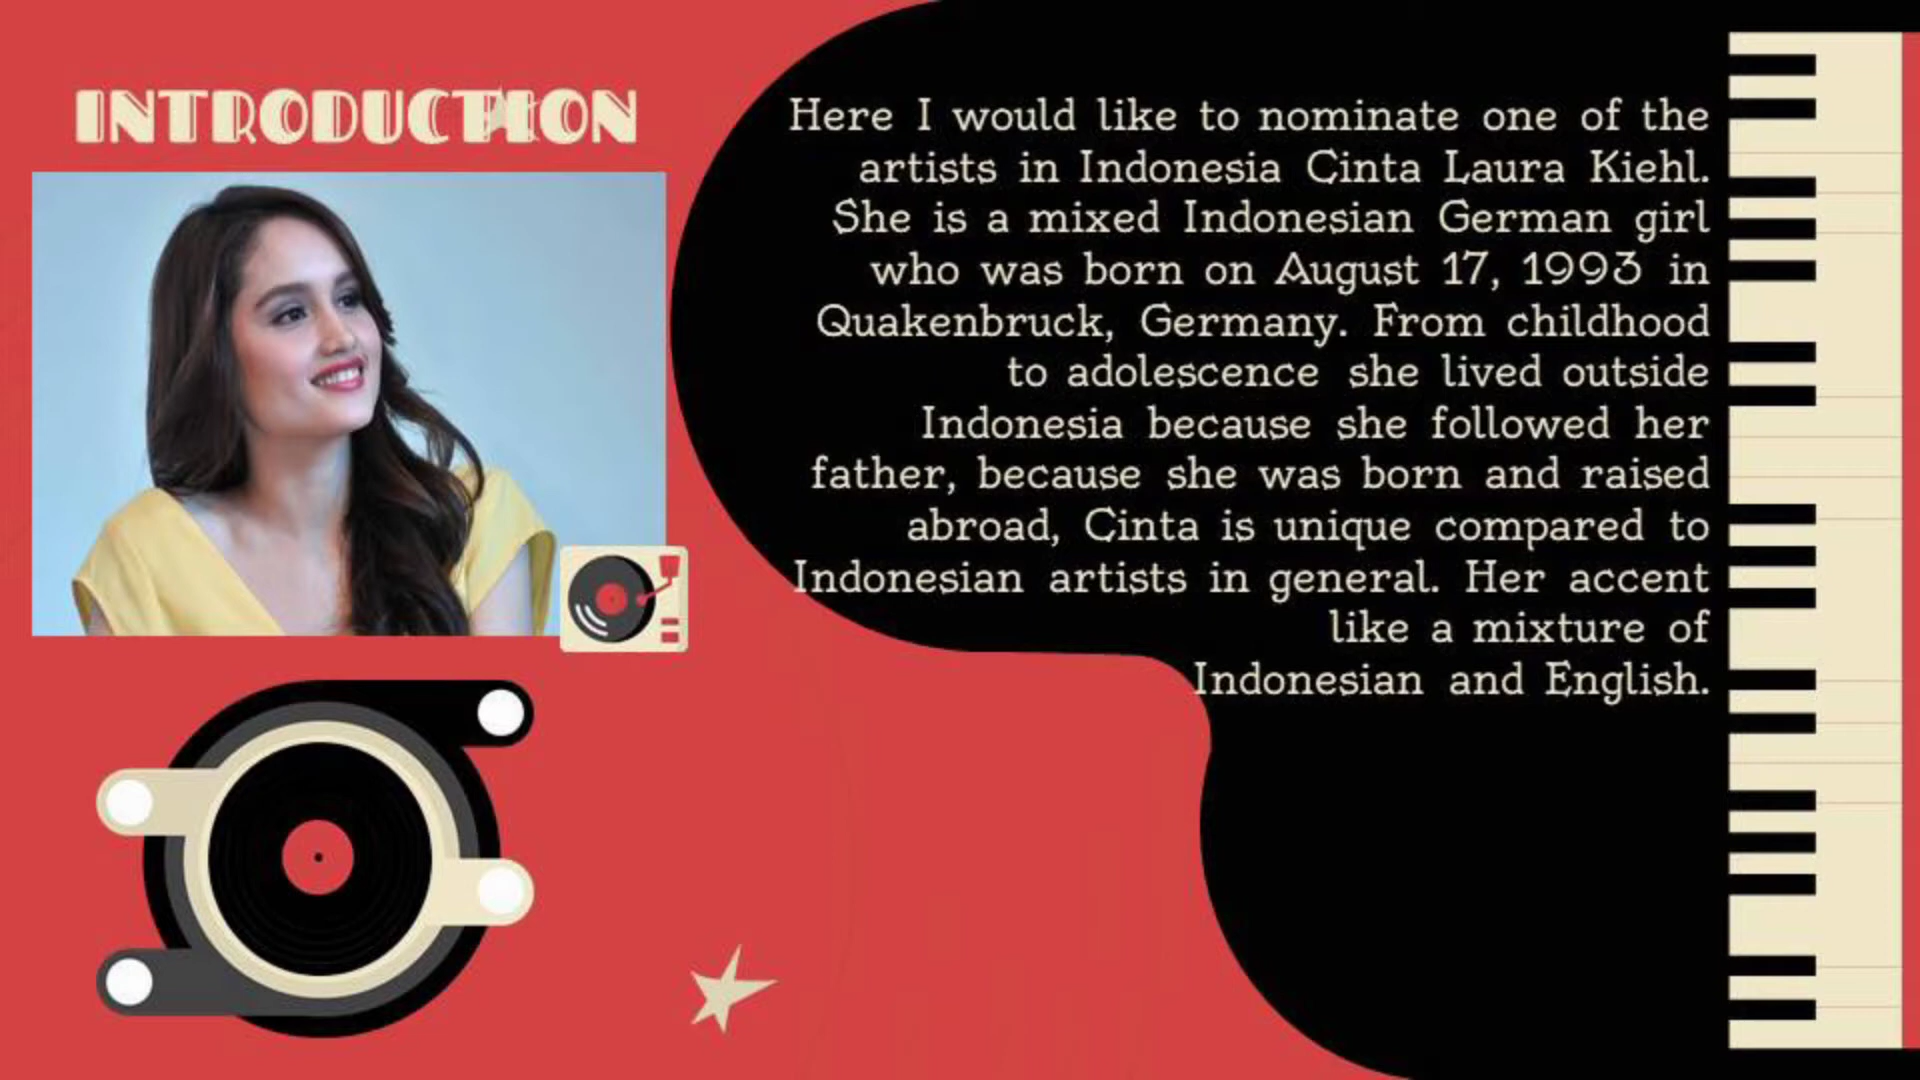 INTRODUCTION
Here I would like to nominate one of the
artists in Indonesia Cinta Laura Kiehl.
She is a mixed Indonesian German girl
who was born on August 17, 1993 in
Quakenbruck, Germany. From childhood
to adolescence she lived outside
Indonesia because she followed her
father, because she was born and raised
abroad, Cinta is unique compared to
Indonesian artists in general. Her accent
like a mixture of
Indonesian and English.